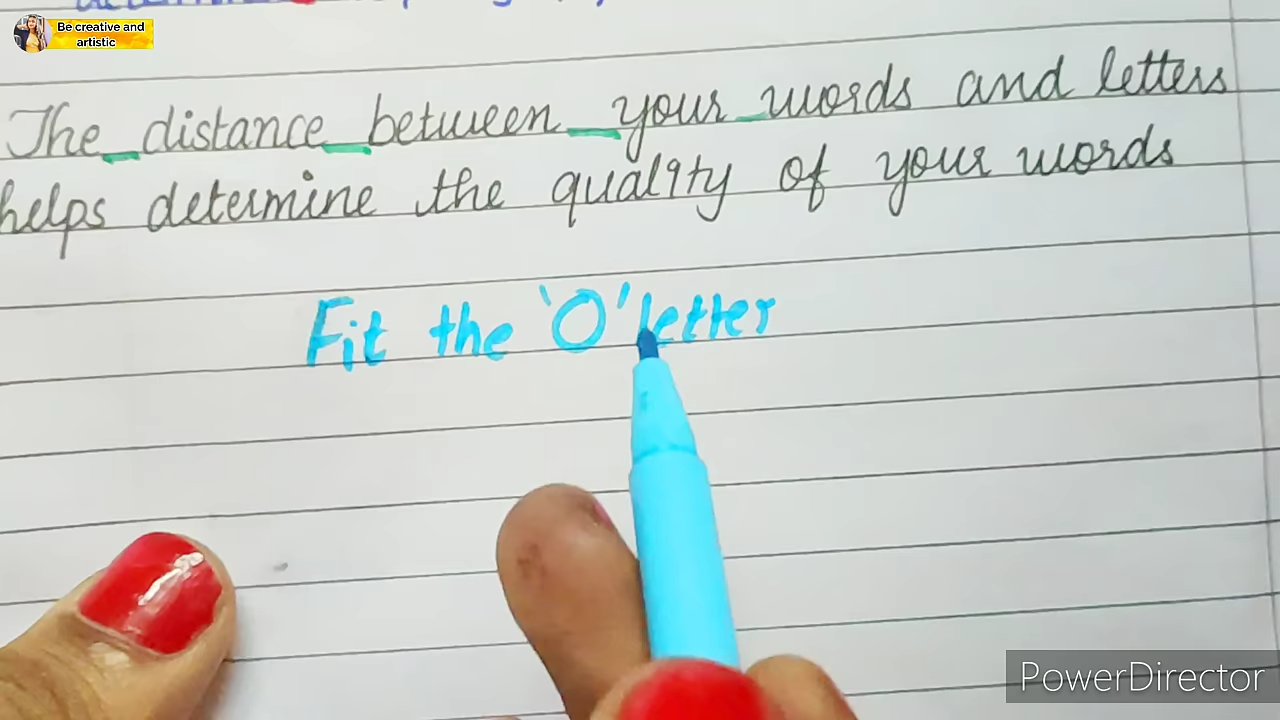 Be creative and
artistic
The distance between your words and letters
helps determine the quality of your words
Fit the 'O' letter
PowerDirector